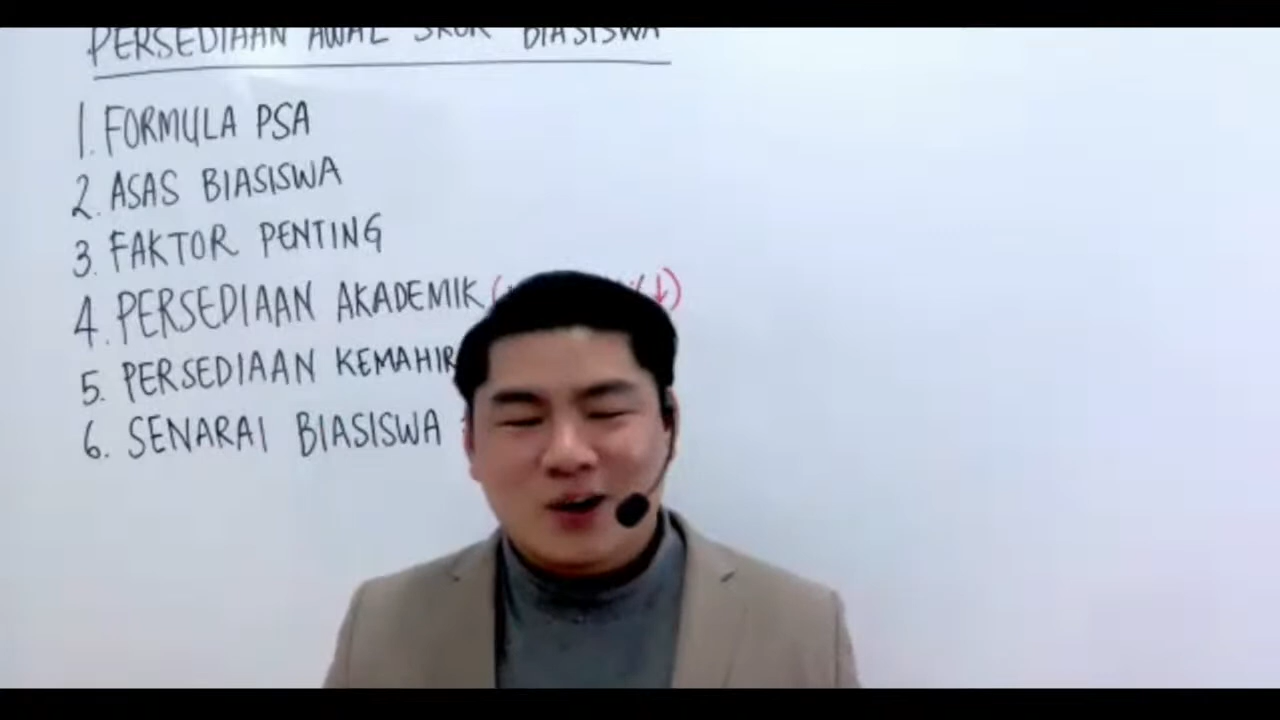 PERSEDIAAN AWAL SKOR BIASISWA
1. FORMULA PSA
2. ASAS BIASISWA
3. FAKTOR PENTING
4. PERSEDIAAN AKADEMIK
5. PERSEDIAAN
6. SENARAI BIASISWA